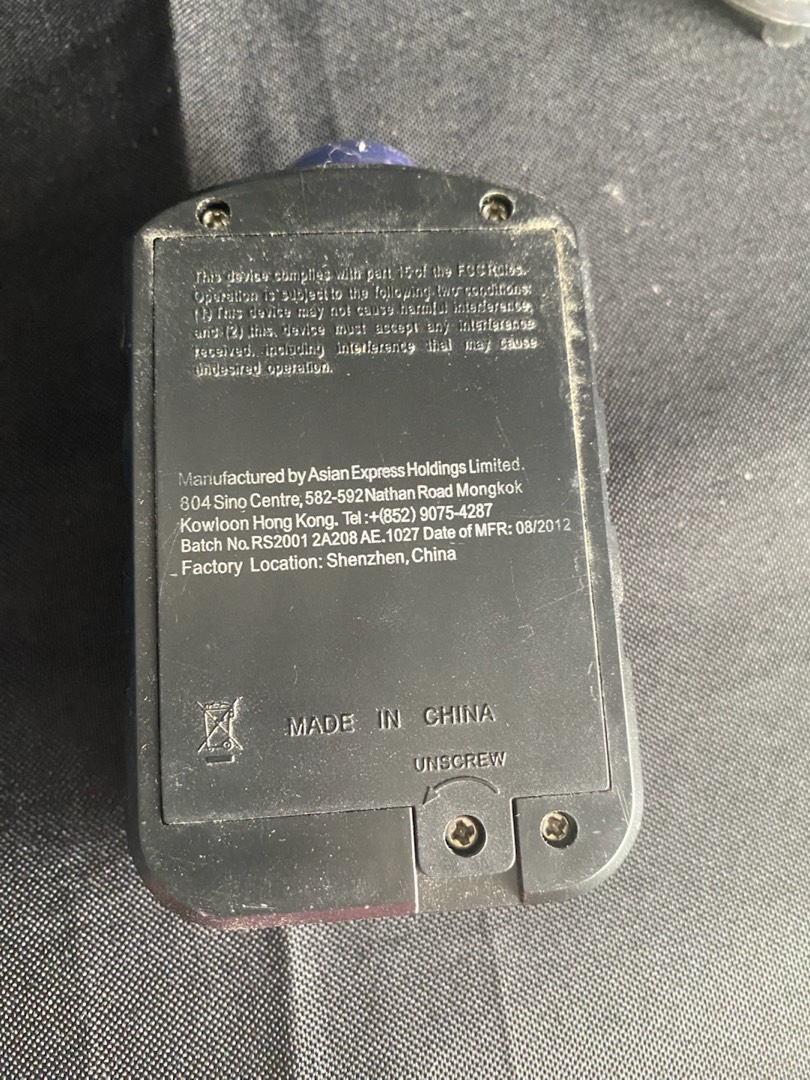 This device complies with part 15 of the FCC Rules.
Operation is subject to the following two conditions:
(1) This device may not cause harmful interference,
and (2) this device must accept any interference
received, including interference that may cause
undesired operation.
Manufactured by Asian Express Holdings Limited.
804 Sino Centre, 582-592 Nathan Road Mongkok
Kowloon Hong Kong. Tel :+(852) 9075-4287
Batch No. RS2001 2A208 AE.1027 Date of MFR: 08/2012
Factory Location: Shenzhen, China
MADE IN CHINA
UNSCREW